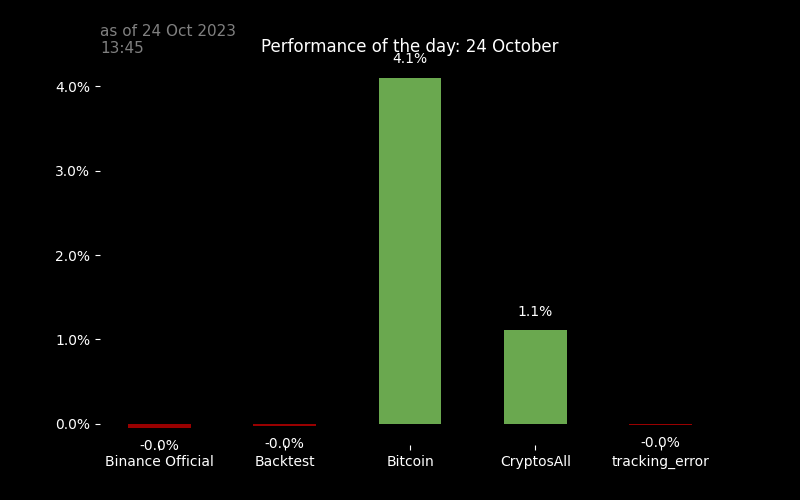 as of 24 Oct 2023
13:45
Performance of the day: 24 October
4.1%
4.0%
3.0%
2.0%
1.1%
1.0%
0.0%
-0.0%
-0.0%
-0.0%
Binance Official
Backtest
Bitcoin
CryptosAll
tracking_error